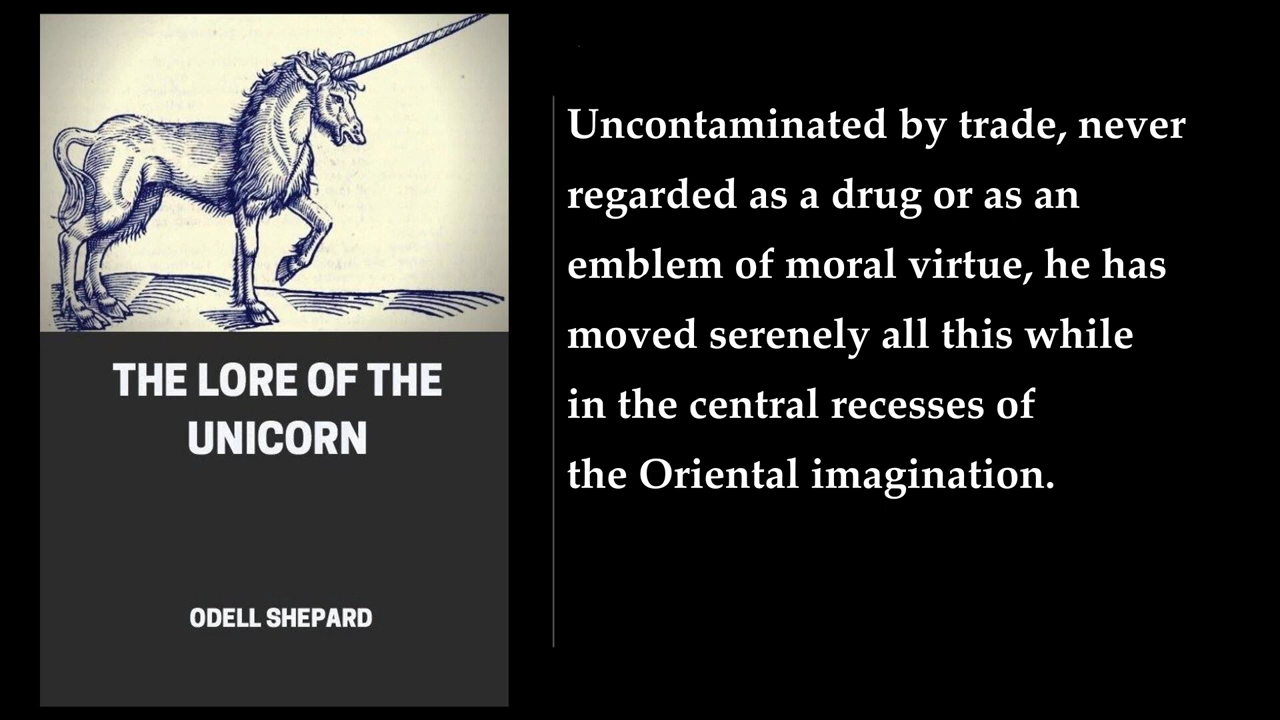 THE LORE OF THE
UNICORN
ODELL SHEPARD
Uncontaminated by trade, never
regarded as a drug or as an
emblem of moral virtue, he has
moved serenely all this while
in the central recesses of
the Oriental imagination.